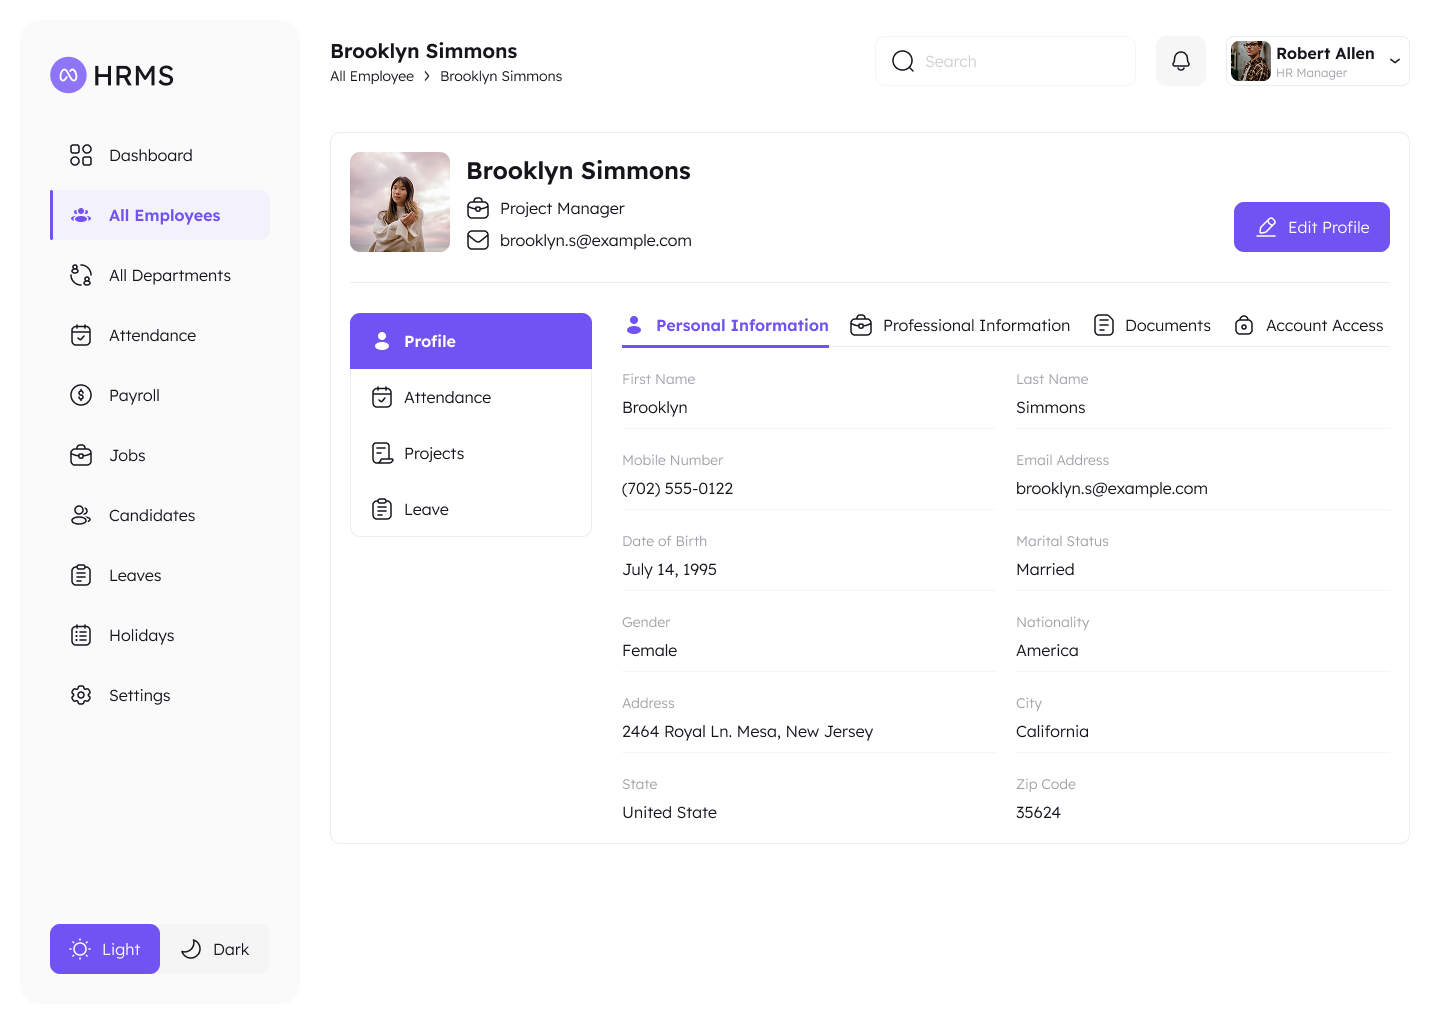 HRMS
Dashboard
All Employees
All Departments
Attendance
Payroll
Jobs
Candidates
Leaves
Holidays
Settings
Light
Dark
Brooklyn Simmons
All Employee > Brooklyn Simmons
Search
Robert Allen
HR Manager
Brooklyn Simmons
Project Manager
brooklyn.s@example.com
Edit Profile
Profile
Attendance
Projects
Leave
Personal Information
Professional Information
Documents
Account Access
First Name
Brooklyn
Last Name
Simmons
Mobile Number
(702) 555-0122
Email Address
brooklyn.s@example.com
Date of Birth
July 14, 1995
Marital Status
Married
Gender
Female
Nationality
America
Address
2464 Royal Ln. Mesa, New Jersey
City
California
State
United State
Zip Code
35624